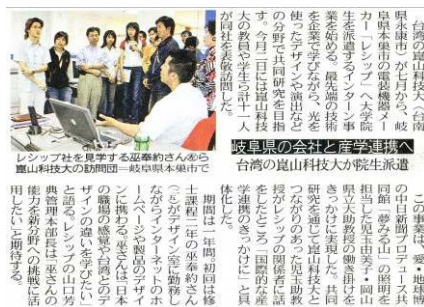 台湾の崑山科技大(台南
県永康市)が七月から、岐
阜県本巣市の電装機器メー
カー「レシップ」へ大学院
生を派遣するインターン事
業を始める。最先端の技術
を企業で学びながら、光を
使ったデザインや演出など
の分野で共同研究を目指
す。今月二日には崑山科技
大の教員や学生ら計十一人
が同社を表敬訪問した。
岐阜県の会社と産学連携へ
台湾の崑山科技大が院生派遣
レシップ社を見学する巫奉約さん㊨ら
崑山科技大の訪問団=岐阜県本巣市で
この事業は、愛・地球博
の中日新聞プロデュース共
同館「夢みる山」の照明を
担当した児玉田美子・岡山
県立大助教授の働き掛けを
きっかけに実現した。共同
研究を通じて崑山科技大と
つながりのあった児玉助教
授がレシップの関係者に話
をしたところ「国際的な産
学連携のきっかけに」と具
体化した。
期間は一年間。初回は修
士課程二年の巫奉約さん
がデザイン室に勤務し
ながらインターネットのホ
ームページや製品のデザイ
ンに携わる。巫さんは「日本
の職場の感覚や台湾とのデ
ザインの違いを学びたい」
と語る。レシップの山口芳
典管理本部長は「巫さんの
能力を新分野への挑戦に活
用したい」と期待する。